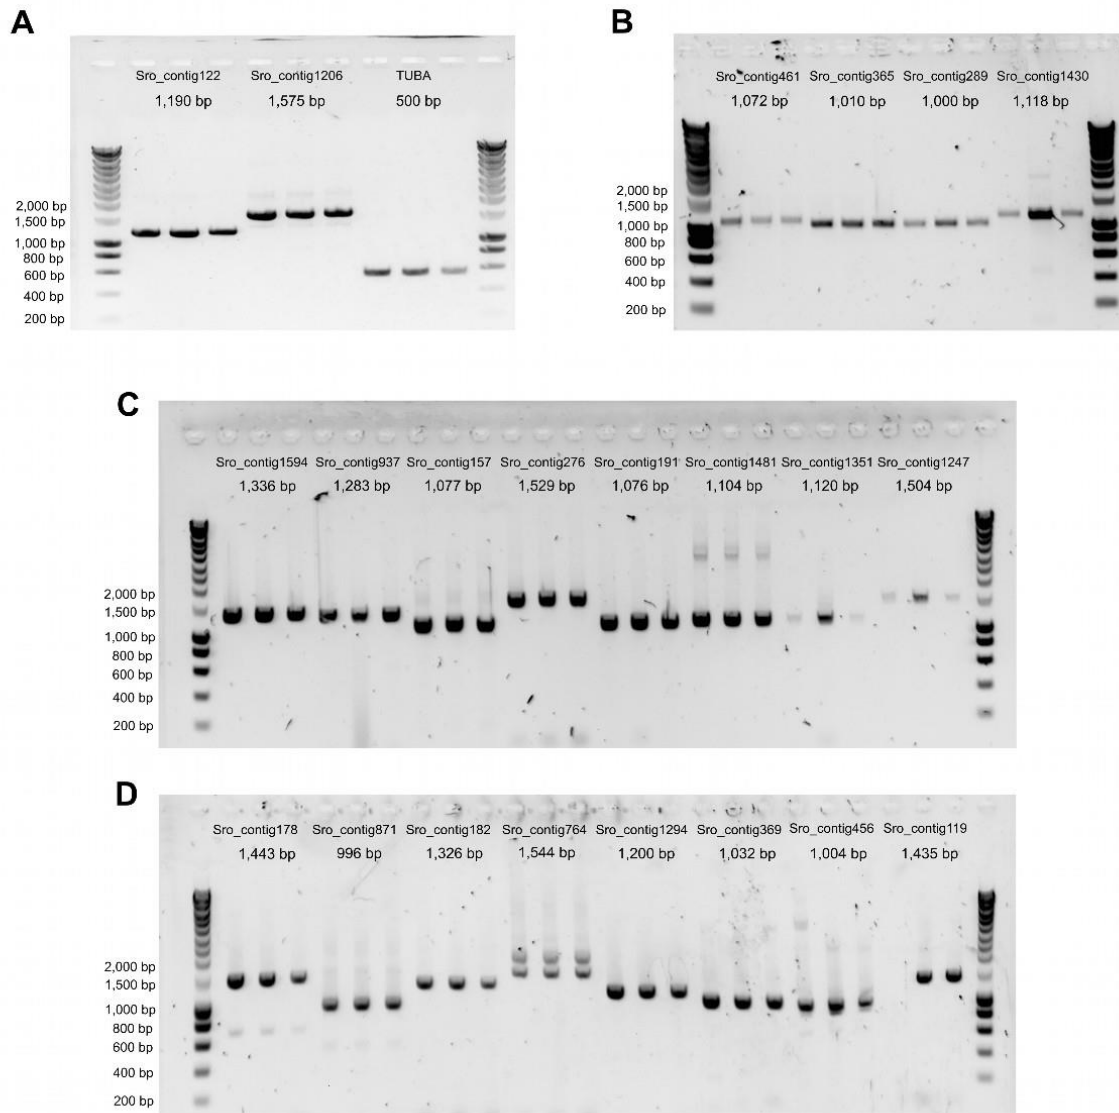 A
Sro_contig122 Sro_contig1206 TUBA
1,190 bp 1,575 bp 500 bp
2,000 bp
1,500 bp
1,000 bp
800 bp
600 bp
400 bp
200 bp
B
Sro_contig461 Sro_contig365 Sro_contig289 Sro_contig1430
1,072 bp 1,010 bp 1,000 bp 1,118 bp
2,000 bp
1,500 bp
1,000 bp
800 bp
600 bp
400 bp
200 bp
C
Sro_contig1594 Sro_contig937 Sro_contig157 Sro_contig276 Sro_contig191 Sro_contig1481 Sro_contig1351 Sro_contig1247
1,336 bp 1,283 bp 1,077 bp 1,529 bp 1,076 bp 1,104 bp 1,120 bp 1,504 bp
2,000 bp
1,500 bp
1,000 bp
800 bp
600 bp
400 bp
200 bp
D
Sro_contig178 Sro_contig871 Sro_contig182 Sro_contig764 Sro_contig1294 Sro_contig369 Sro_contig456 Sro_contig119
1,443 bp 996 bp 1,326 bp 1,544 bp 1,200 bp 1,032 bp 1,004 bp 1,435 bp
2,000 bp
1,500 bp
1,000 bp
800 bp
600 bp
400 bp
200 bp